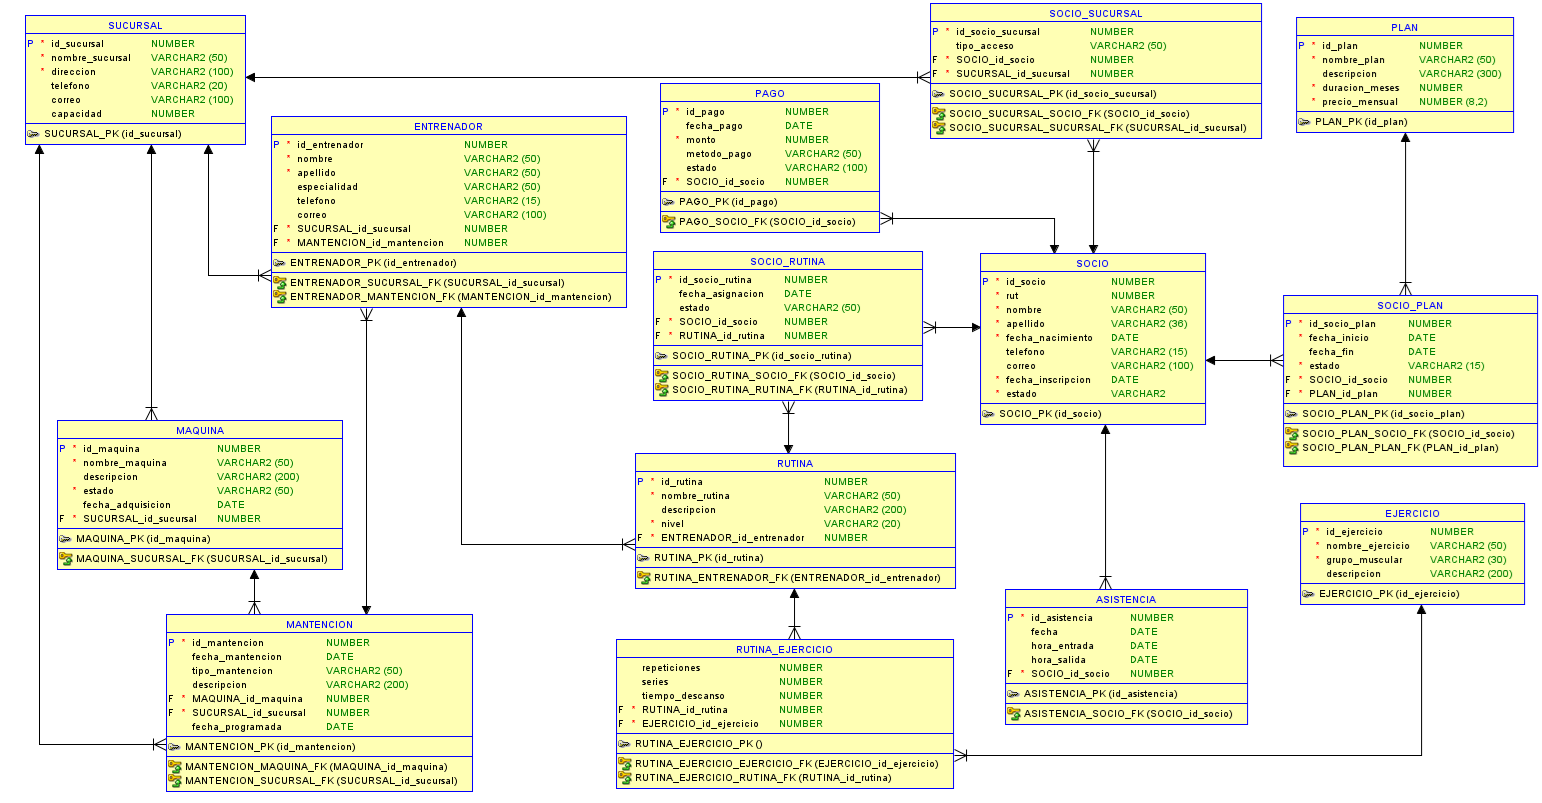 SUCURSAL
P * id_sucursal NUMBER
* nombre_sucursal VARCHAR2 (50)
* direccion VARCHAR2 (100)
telefono VARCHAR2 (20)
correo VARCHAR2 (100)
capacidad NUMBER
SUCURSAL_PK (id_sucursal)
ENTRENADOR
P * id_entrenador NUMBER
* nombre VARCHAR2 (50)
* apellido VARCHAR2 (50)
especialidad VARCHAR2 (50)
telefono VARCHAR2 (15)
correo VARCHAR2 (100)
F * SUCURSAL_id_sucursal NUMBER
F * MANTENCION_id_mantencion NUMBER
ENTRENADOR_PK (id_entrenador)
ENTRENADOR_SUCURSAL_FK (SUCURSAL_id_sucursal)
ENTRENADOR_MANTENCION_FK (MANTENCION_id_mantencion)
PAGO
P * id_pago NUMBER
fecha_pago DATE
* monto NUMBER
metodo_pago VARCHAR2 (50)
estado VARCHAR2 (100)
F * SOCIO_id_socio NUMBER
PAGO_PK (id_pago)
PAGO_SOCIO_FK (SOCIO_id_socio)
SOCIO_SUCURSAL
P * id_socio_sucursal NUMBER
tipo_acceso VARCHAR2 (50)
F * SOCIO_id_socio NUMBER
F * SUCURSAL_id_sucursal NUMBER
SOCIO_SUCURSAL_PK (id_socio_sucursal)
SOCIO_SUCURSAL_SOCIO_FK (SOCIO_id_socio)
SOCIO_SUCURSAL_SUCURSAL_FK (SUCURSAL_id_sucursal)
PLAN
P * id_plan NUMBER
* nombre_plan VARCHAR2 (50)
descripcion VARCHAR2 (300)
* duracion_meses NUMBER
* precio_mensual NUMBER (8,2)
PLAN_PK (id_plan)
SOCIO_RUTINA
P * id_socio_rutina NUMBER
fecha_asignacion DATE
estado VARCHAR2 (50)
F * SOCIO_id_socio NUMBER
F * RUTINA_id_rutina NUMBER
SOCIO_RUTINA_PK (id_socio_rutina)
SOCIO_RUTINA_SOCIO_FK (SOCIO_id_socio)
SOCIO_RUTINA_RUTINA_FK (RUTINA_id_rutina)
SOCIO
P * id_socio NUMBER
* rut NUMBER
* nombre VARCHAR2 (50)
* apellido VARCHAR2 (36)
* fecha_nacimiento DATE
telefono VARCHAR2 (15)
correo VARCHAR2 (100)
* fecha_inscripcion DATE
* estado VARCHAR2
SOCIO_PK (id_socio)
SOCIO_PLAN
P * id_socio_plan NUMBER
* fecha_inicio DATE
fecha_fin DATE
* estado VARCHAR2 (15)
F * SOCIO_id_socio NUMBER
F * PLAN_id_plan NUMBER
SOCIO_PLAN_PK (id_socio_plan)
SOCIO_PLAN_SOCIO_FK (SOCIO_id_socio)
SOCIO_PLAN_PLAN_FK (PLAN_id_plan)
MAQUINA
P * id_maquina NUMBER
* nombre_maquina VARCHAR2 (50)
descripcion VARCHAR2 (200)
* estado VARCHAR2 (50)
fecha_adquisicion DATE
F * SUCURSAL_id_sucursal NUMBER
MAQUINA_PK (id_maquina)
MAQUINA_SUCURSAL_FK (SUCURSAL_id_sucursal)
RUTINA
P * id_rutina NUMBER
* nombre_rutina VARCHAR2 (50)
descripcion VARCHAR2 (200)
* nivel VARCHAR2 (20)
F * ENTRENADOR_id_entrenador NUMBER
RUTINA_PK (id_rutina)
RUTINA_ENTRENADOR_FK (ENTRENADOR_id_entrenador)
EJERCICIO
P * id_ejercicio NUMBER
* nombre_ejercicio VARCHAR2 (50)
* grupo_muscular VARCHAR2 (30)
descripcion VARCHAR2 (200)
EJERCICIO_PK (id_ejercicio)
MANTENCION
P * id_mantencion NUMBER
fecha_mantencion DATE
tipo_mantencion VARCHAR2 (50)
descripcion VARCHAR2 (200)
F * MAQUINA_id_maquina NUMBER
F * SUCURSAL_id_sucursal NUMBER
fecha_programada DATE
MANTENCION_PK (id_mantencion)
MANTENCION_MAQUINA_FK (MAQUINA_id_maquina)
MANTENCION_SUCURSAL_FK (SUCURSAL_id_sucursal)
RUTINA_EJERCICIO
repeticiones NUMBER
series NUMBER
tiempo_descanso NUMBER
F * RUTINA_id_rutina NUMBER
F * EJERCICIO_id_ejercicio NUMBER
RUTINA_EJERCICIO_PK ()
RUTINA_EJERCICIO_EJERCICIO_FK (EJERCICIO_id_ejercicio)
RUTINA_EJERCICIO_RUTINA_FK (RUTINA_id_rutina)
ASISTENCIA
P * id_asistencia NUMBER
fecha DATE
hora_entrada DATE
hora_salida DATE
F * SOCIO_id_socio NUMBER
ASISTENCIA_PK (id_asistencia)
ASISTENCIA_SOCIO_FK (SOCIO_id_socio)